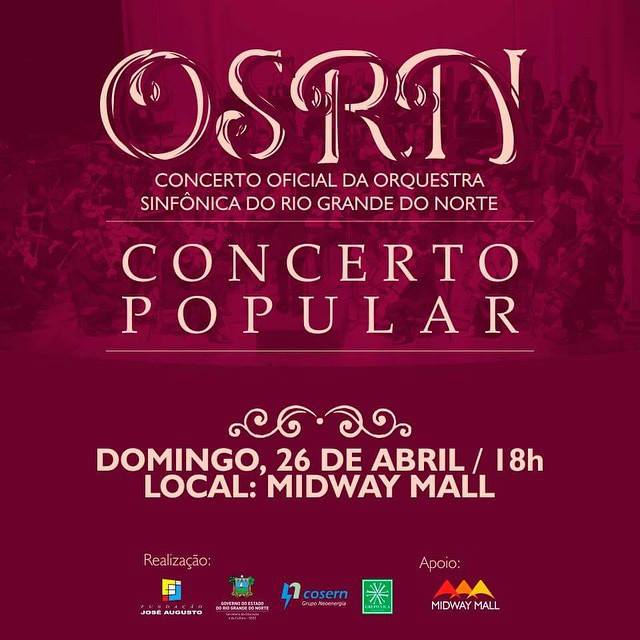 OSRN
CONCERTO OFICIAL DA ORQUESTRA
SINFÔNICA DO RIO GRANDE DO NORTE
CONCERTO
POPULAR
DOMINGO, 26 DE ABRIL / 18h
LOCAL: MIDWAY MALL
Realização:
Apoio:
FUNDAÇÃO
JOSÉ AUGUSTO
GOVERNO DO ESTADO
DO RIO GRANDE DO NORTE
cosern
Grupo Neoenergia
MIDWAY MALL